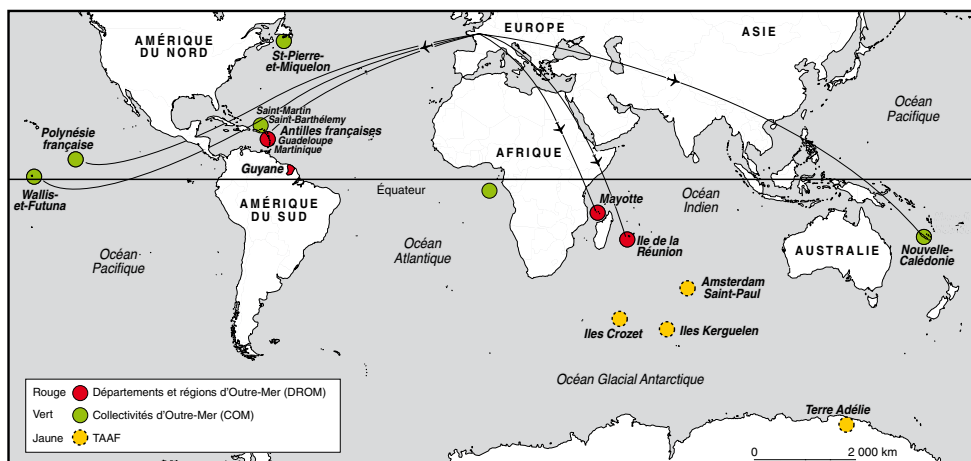 AMÉRIQUE
DU NORD
EUROPE
ASIE
St-Pierre-
et-Miquelon
Océan
Pacifique
Saint-Martin
Saint-Barthélemy
Antilles françaises
Guadeloupe
Martinique
Polynésie
française
AFRIQUE
Guyane
Wallis-
et-Futuna
Équateur
Océan
Indien
Mayotte
AMÉRIQUE
DU SUD
Océan
Pacifique
Océan
Atlantique
Ile de la
Réunion
AUSTRALIE
Nouvelle-
Calédonie
Amsterdam
Saint-Paul
Iles Crozet
Iles Kerguelen
Océan Glacial Antarctique
Terre Adélie
Rouge Départements et régions d'Outre-Mer (DROM)
Vert Collectivités d'Outre-Mer (COM)
Jaune TAAF
0 2 000 km